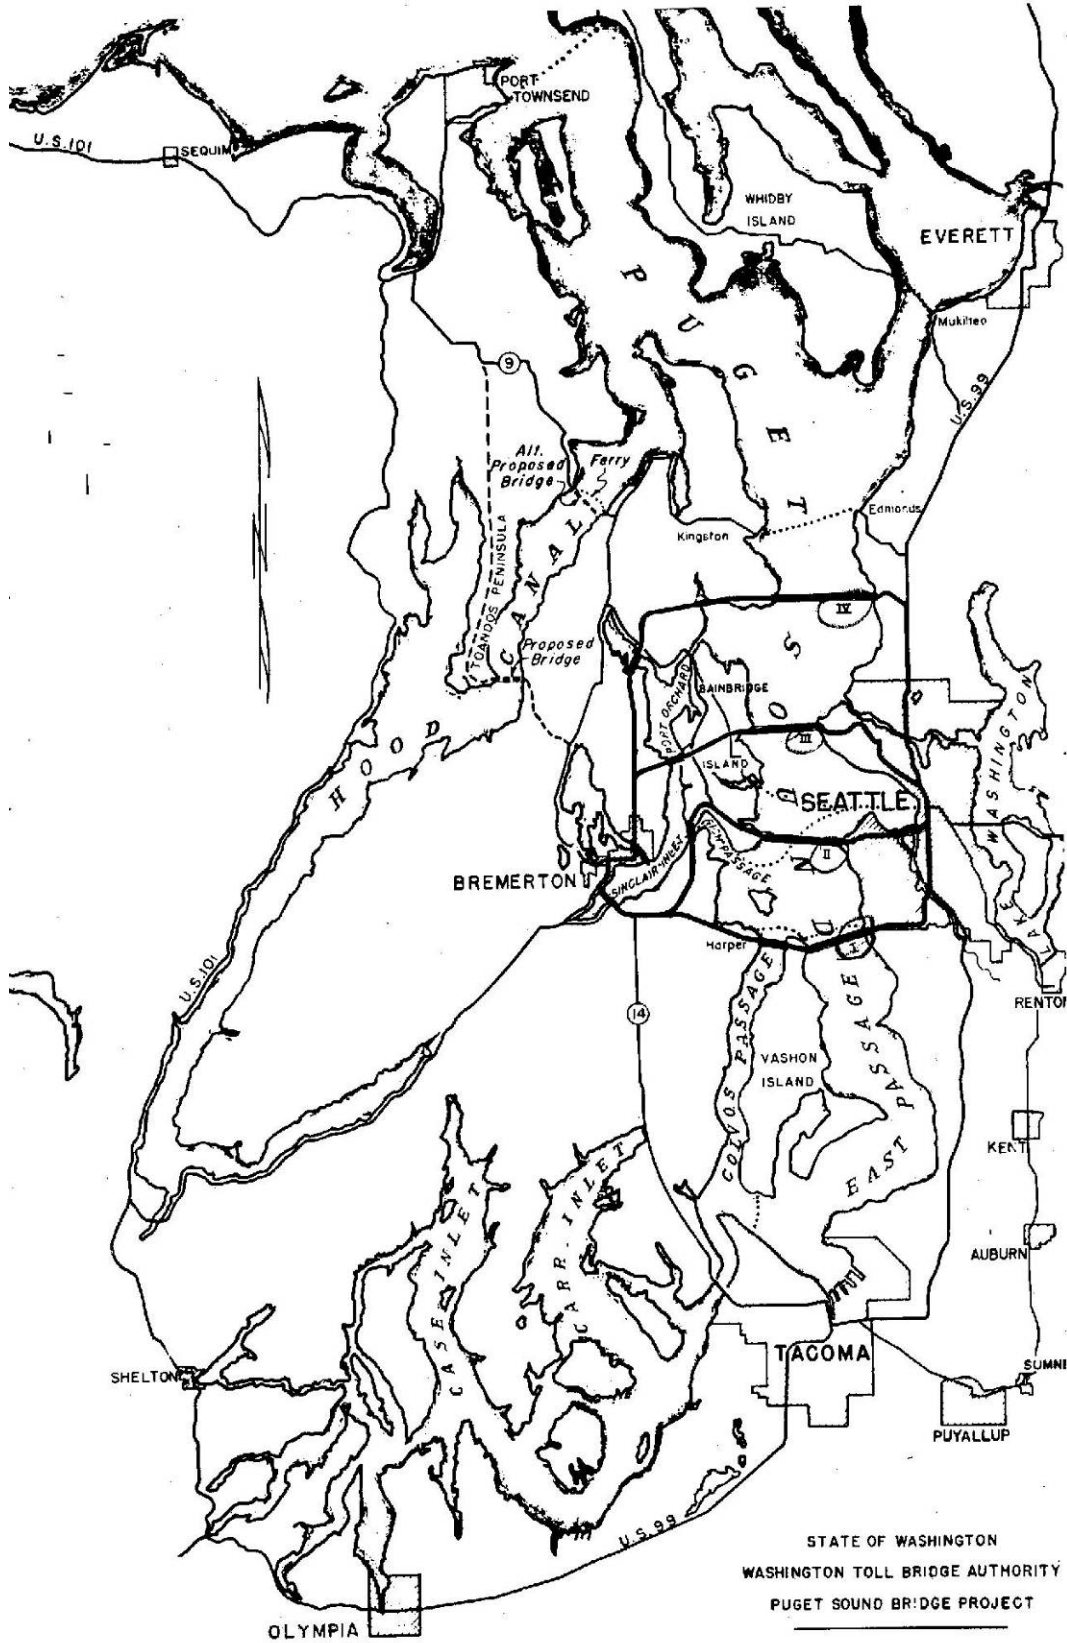 PORT
TOWNSEND
U.S. 101
SEQUIM
WHIDBY
ISLAND
EVERETT
PUGET
Mukilteo
9
U.S. 99
Alt.
Proposed
Bridge
Ferry
Edmonds
Kingston
TOANDOS PENINSULA
HOOD CANAL
IV
Proposed
Bridge
SOUND
PORT ORCHARD
BAINBRIDGE
ISLAND
III
LAKE WASHINGTON
SEATTLE
II
RICH PASSAGE
SINCLAIR INLET
BREMERTON
Harper
I
U.S. 101
RENTON
14
COLVOS PASSAGE
VASHON
ISLAND
EAST PASSAGE
KENT
CASE INLET
CARR INLET
AUBURN
SHELTON
TACOMA
SUMNE
PUYALLUP
U.S. 99
OLYMPIA
STATE OF WASHINGTON
WASHINGTON TOLL BRIDGE AUTHORITY
PUGET SOUND BRIDGE PROJECT